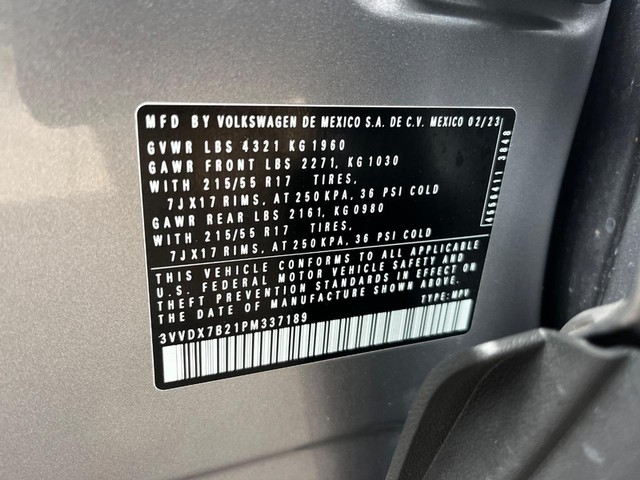 MFD BY VOLKSWAGEN DE MEXICO S.A. DE C.V. MEXICO 02/23
GVWR LBS 4321 KG 1960
GAWR FRONT LBS 2271, KG 1030
WITH 215/55 R17 TIRES,
7JX17 RIMS, AT 250 KPA, 36 PSI COLD
GAWR REAR LBS 2161, KG 0980
WITH 215/55 R17 TIRES,
7JX17 RIMS, AT 250 KPA, 36 PSI COLD
THIS VEHICLE CONFORMS TO ALL APPLICABLE
U.S. FEDERAL MOTOR VEHICLE SAFETY AND
THEFT PREVENTION STANDARDS IN EFFECT ON
THE DATE OF MANUFACTURE SHOWN ABOVE.
TYPE: MPV
3VVDX7B21PM337189